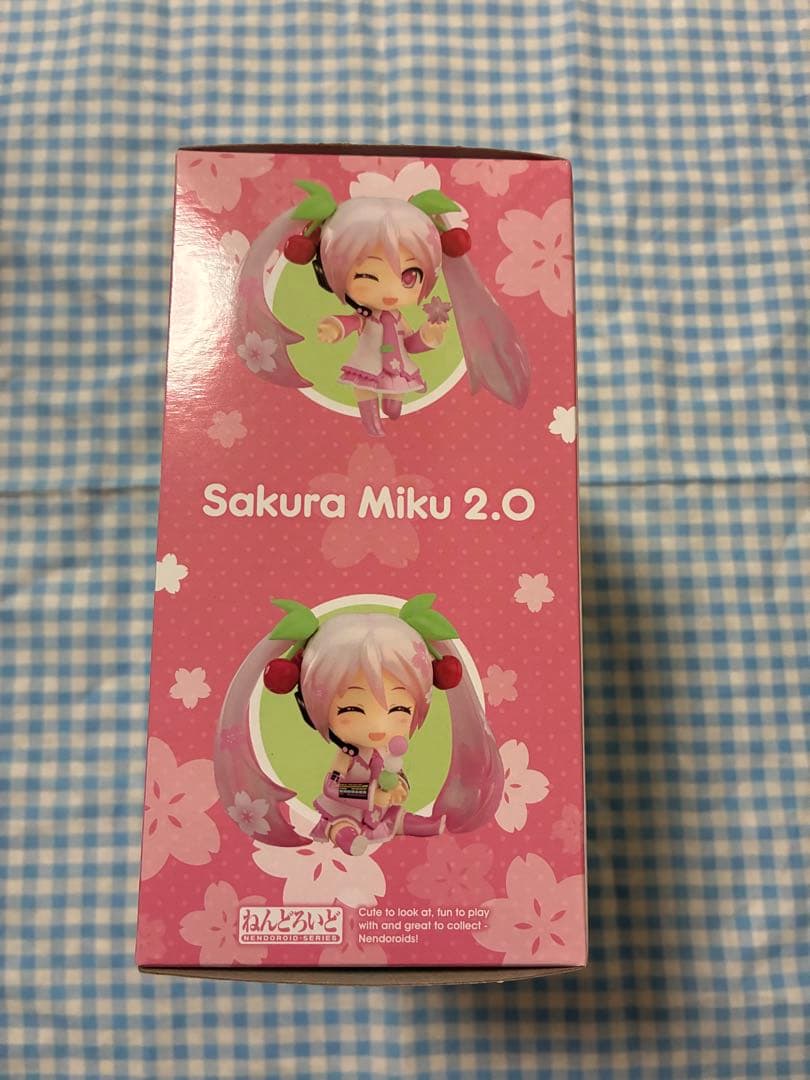 Sakura Miku 2.0
ねんどろいど
NENDOROID·SERIES
Cute to look at, fun to play
with and great to collect -
Nendoroids!